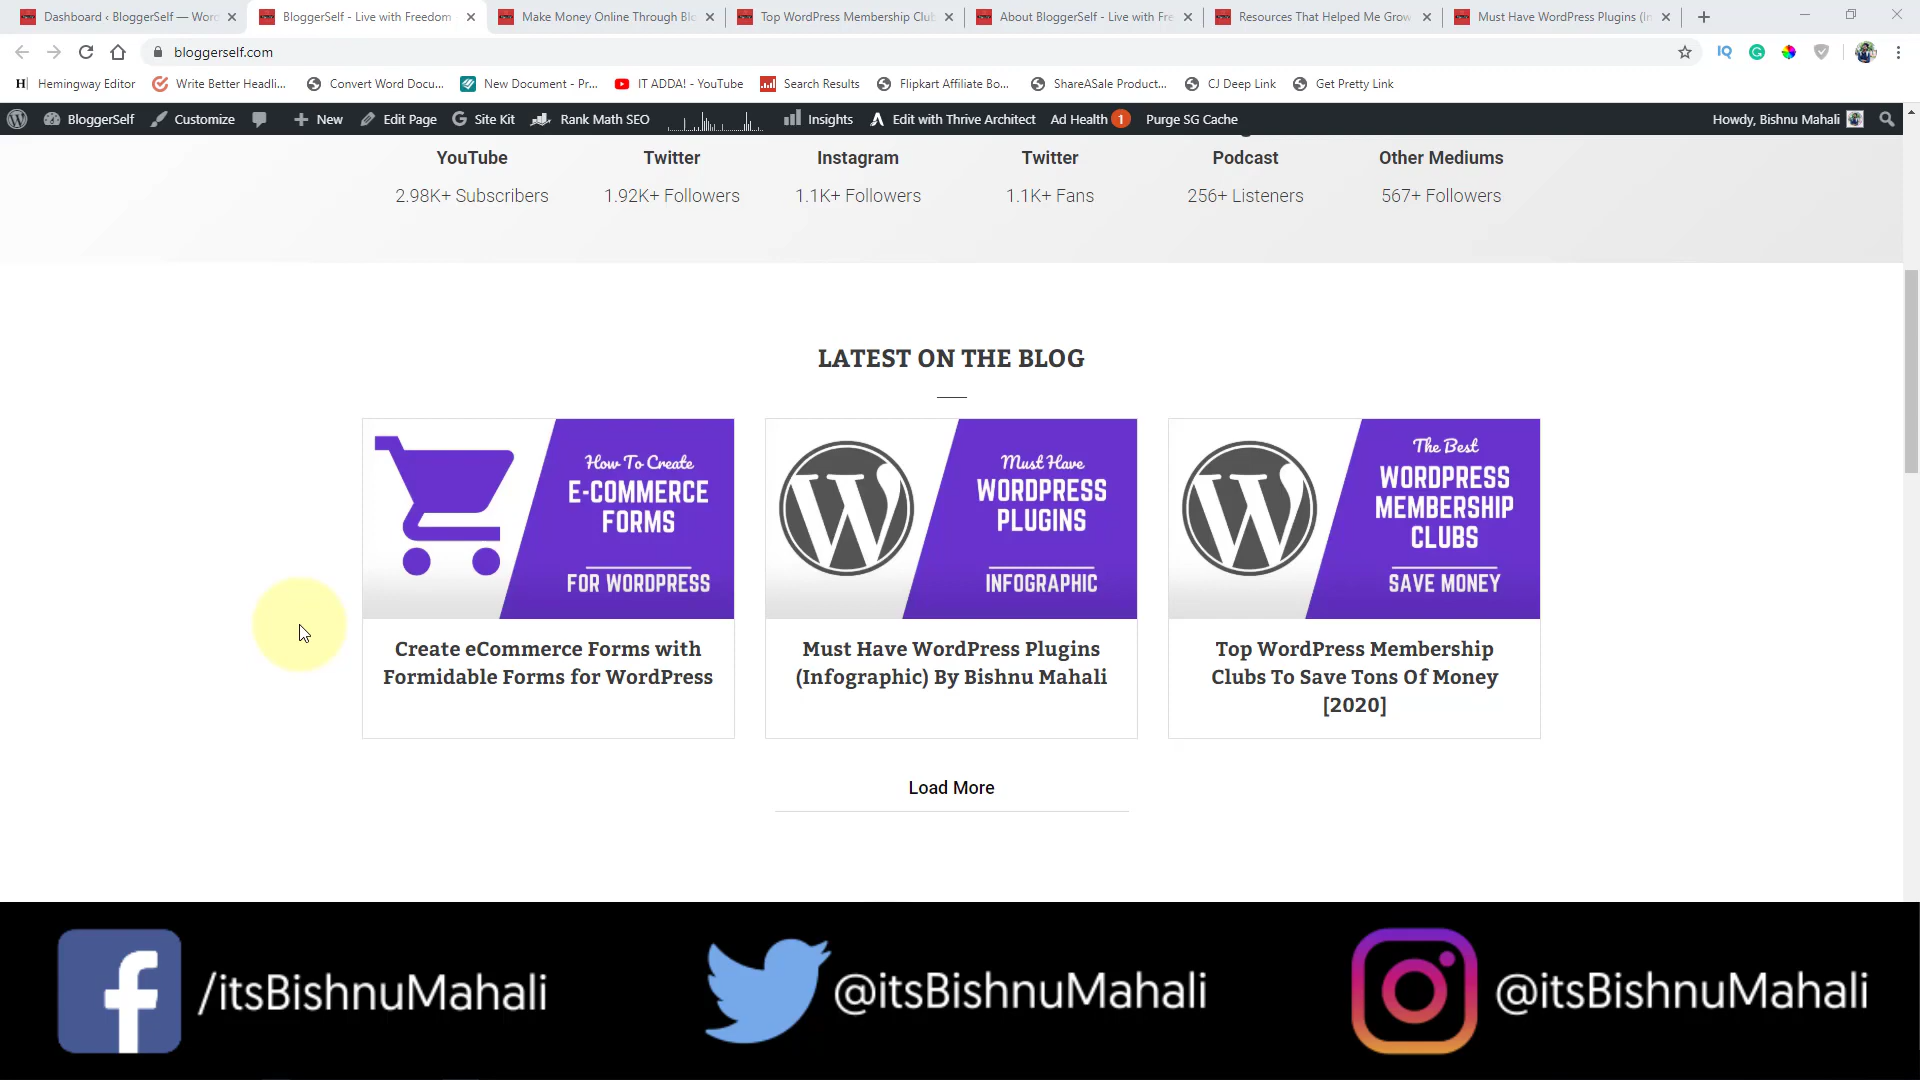 Dashboard ‹ BloggerSelf — Wor
BloggerSelf - Live with Freedom
Make Money Online Through Bl
Top WordPress Membership Club
About BloggerSelf - Live with Fre
Resources That Helped Me Grow
Must Have WordPress Plugins (In
bloggerself.com
Hemingway Editor
Write Better Headli...
Convert Word Docu...
New Document - Pr...
IT ADDA! - YouTube
Search Results
Flipkart Affiliate Bo...
ShareASale Product...
CJ Deep Link
Get Pretty Link
BloggerSelf
Customize
New
Edit Page
Site Kit
Rank Math SEO
Insights
Edit with Thrive Architect
Ad Health 1
Purge SG Cache
Howdy, Bishnu Mahali
YouTube
Twitter
Instagram
Twitter
Podcast
Other Mediums
2.98K+ Subscribers
1.92K+ Followers
1.1K+ Followers
1.1K+ Fans
256+ Listeners
567+ Followers
LATEST ON THE BLOG
How To Create
E-COMMERCE
FORMS
FOR WORDPRESS
Create eCommerce Forms with
Formidable Forms for WordPress
Must Have
WORDPRESS
PLUGINS
INFOGRAPHIC
Must Have WordPress Plugins
(Infographic) By Bishnu Mahali
The Best
WORDPRESS
MEMBERSHIP
CLUBS
SAVE MONEY
Top WordPress Membership
Clubs To Save Tons Of Money
[2020]
Load More
/itsBishnuMahali
@itsBishnuMahali
@itsBishnuMahali